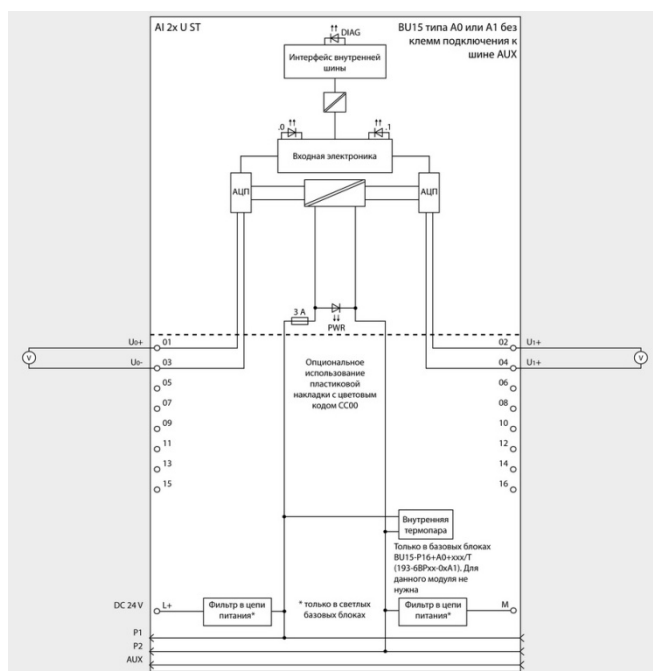 AI 2x U ST
BU15 типа A0 или A1 без
клемм подключения к
шине AUX
DIAG
Интерфейс внутренней
шины
.0
.1
Входная электроника
АЦП
АЦП
3 A
PWR
U0+
01
02
U1+
V
V
U0-
03
04
U1+
Опциональное
использование
пластиковой
накладки с цветовым
кодом CC00
05
06
07
08
09
10
11
12
13
14
15
16
Внутренняя
термопара
Только в базовых блоках
BU15-P16+A0+xxx/T
(193-6BPxx-0xA1). Для
данного модуля не
нужна
DC 24 V
L+
Фильтр в цепи
питания*
* только в светлых
базовых блоках
Фильтр в цепи
питания*
M
P1
P2
AUX